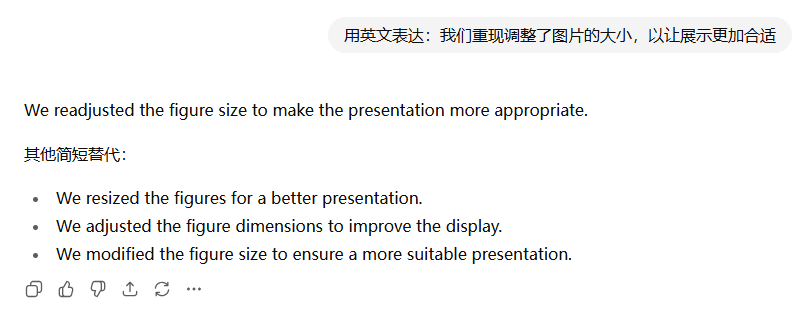 用英文表达：我们重现调整了图片的大小，以让展示更加合适
We readjusted the figure size to make the presentation more appropriate.
其他简短替代：
• We resized the figures for a better presentation.
• We adjusted the figure dimensions to improve the display.
• We modified the figure size to ensure a more suitable presentation.